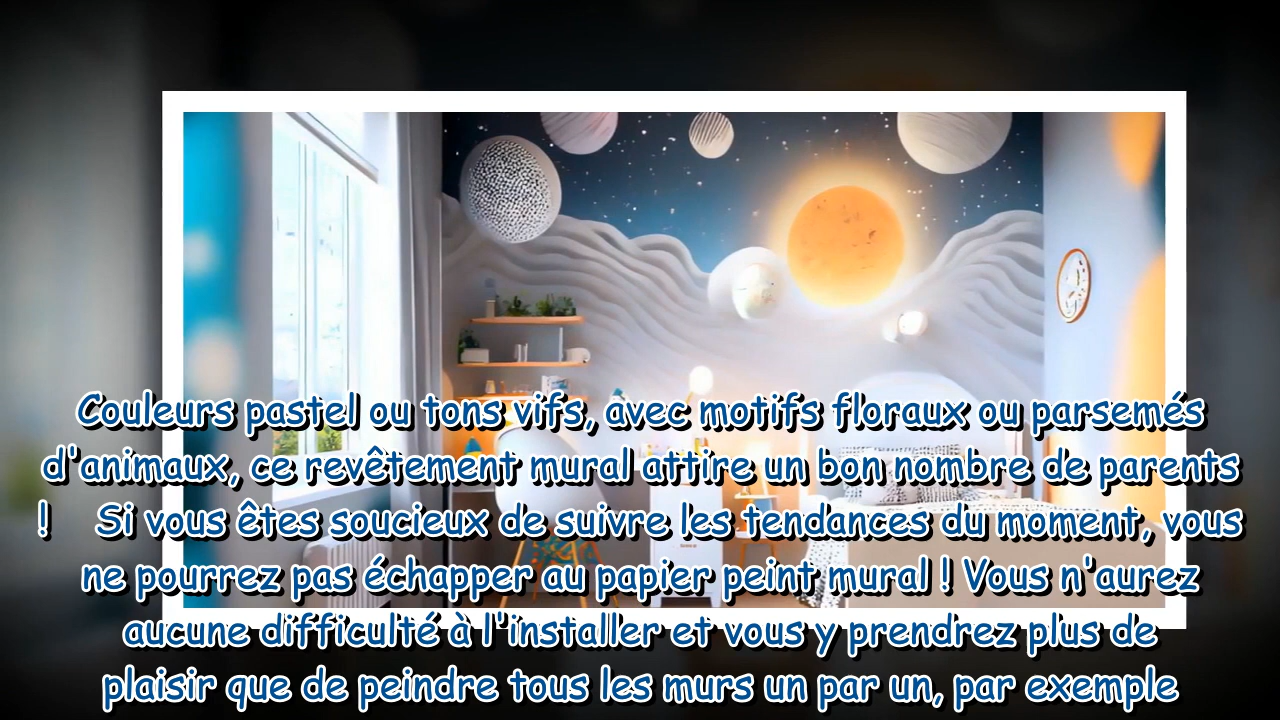 Couleurs pastel ou tons vifs, avec motifs floraux ou parsemés
d'animaux, ce revêtement mural attire un bon nombre de parents
! Si vous êtes soucieux de suivre les tendances du moment, vous
ne pourrez pas échapper au papier peint mural ! Vous n'aurez
aucune difficulté à l'installer et vous y prendrez plus de
plaisir que de peindre tous les murs un par un, par exemple